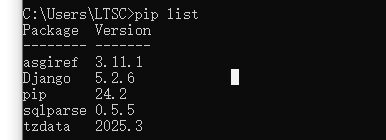 C:\Users\LTSC>pip list
Package  Version
-------- -------
asgiref  3.11.1
Django   5.2.6
pip      24.2
sqlparse 0.5.5
tzdata   2025.3